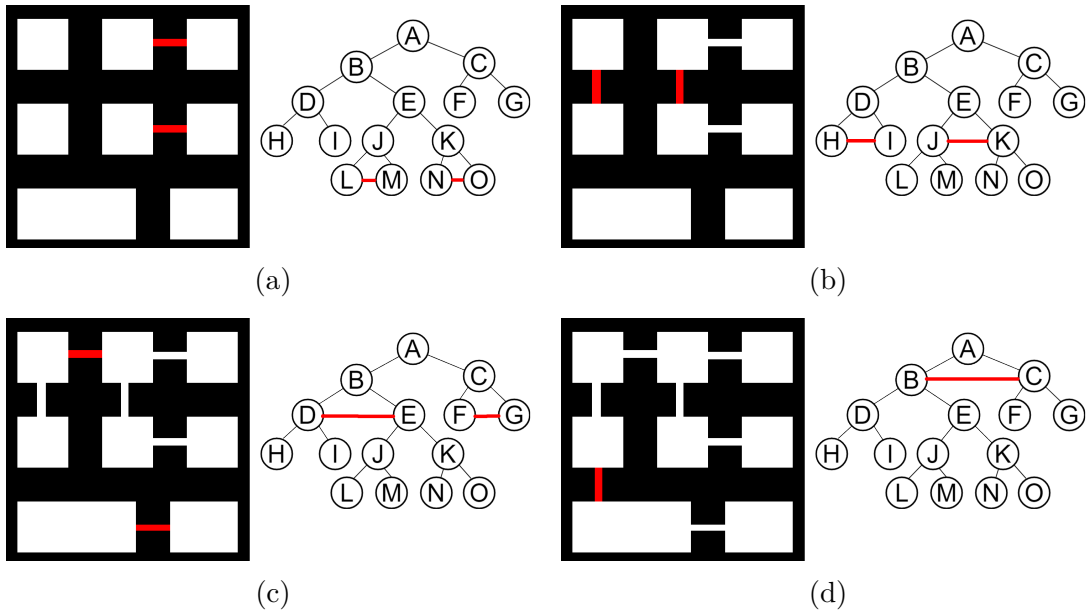 A
B C
D E F G
H I J K
L M N O
(a)
A
B C
D E F G
H I J K
L M N O
(b)
A
B C
D E F G
H I J K
L M N O
(c)
A
B C
D E F G
H I J K
L M N O
(d)